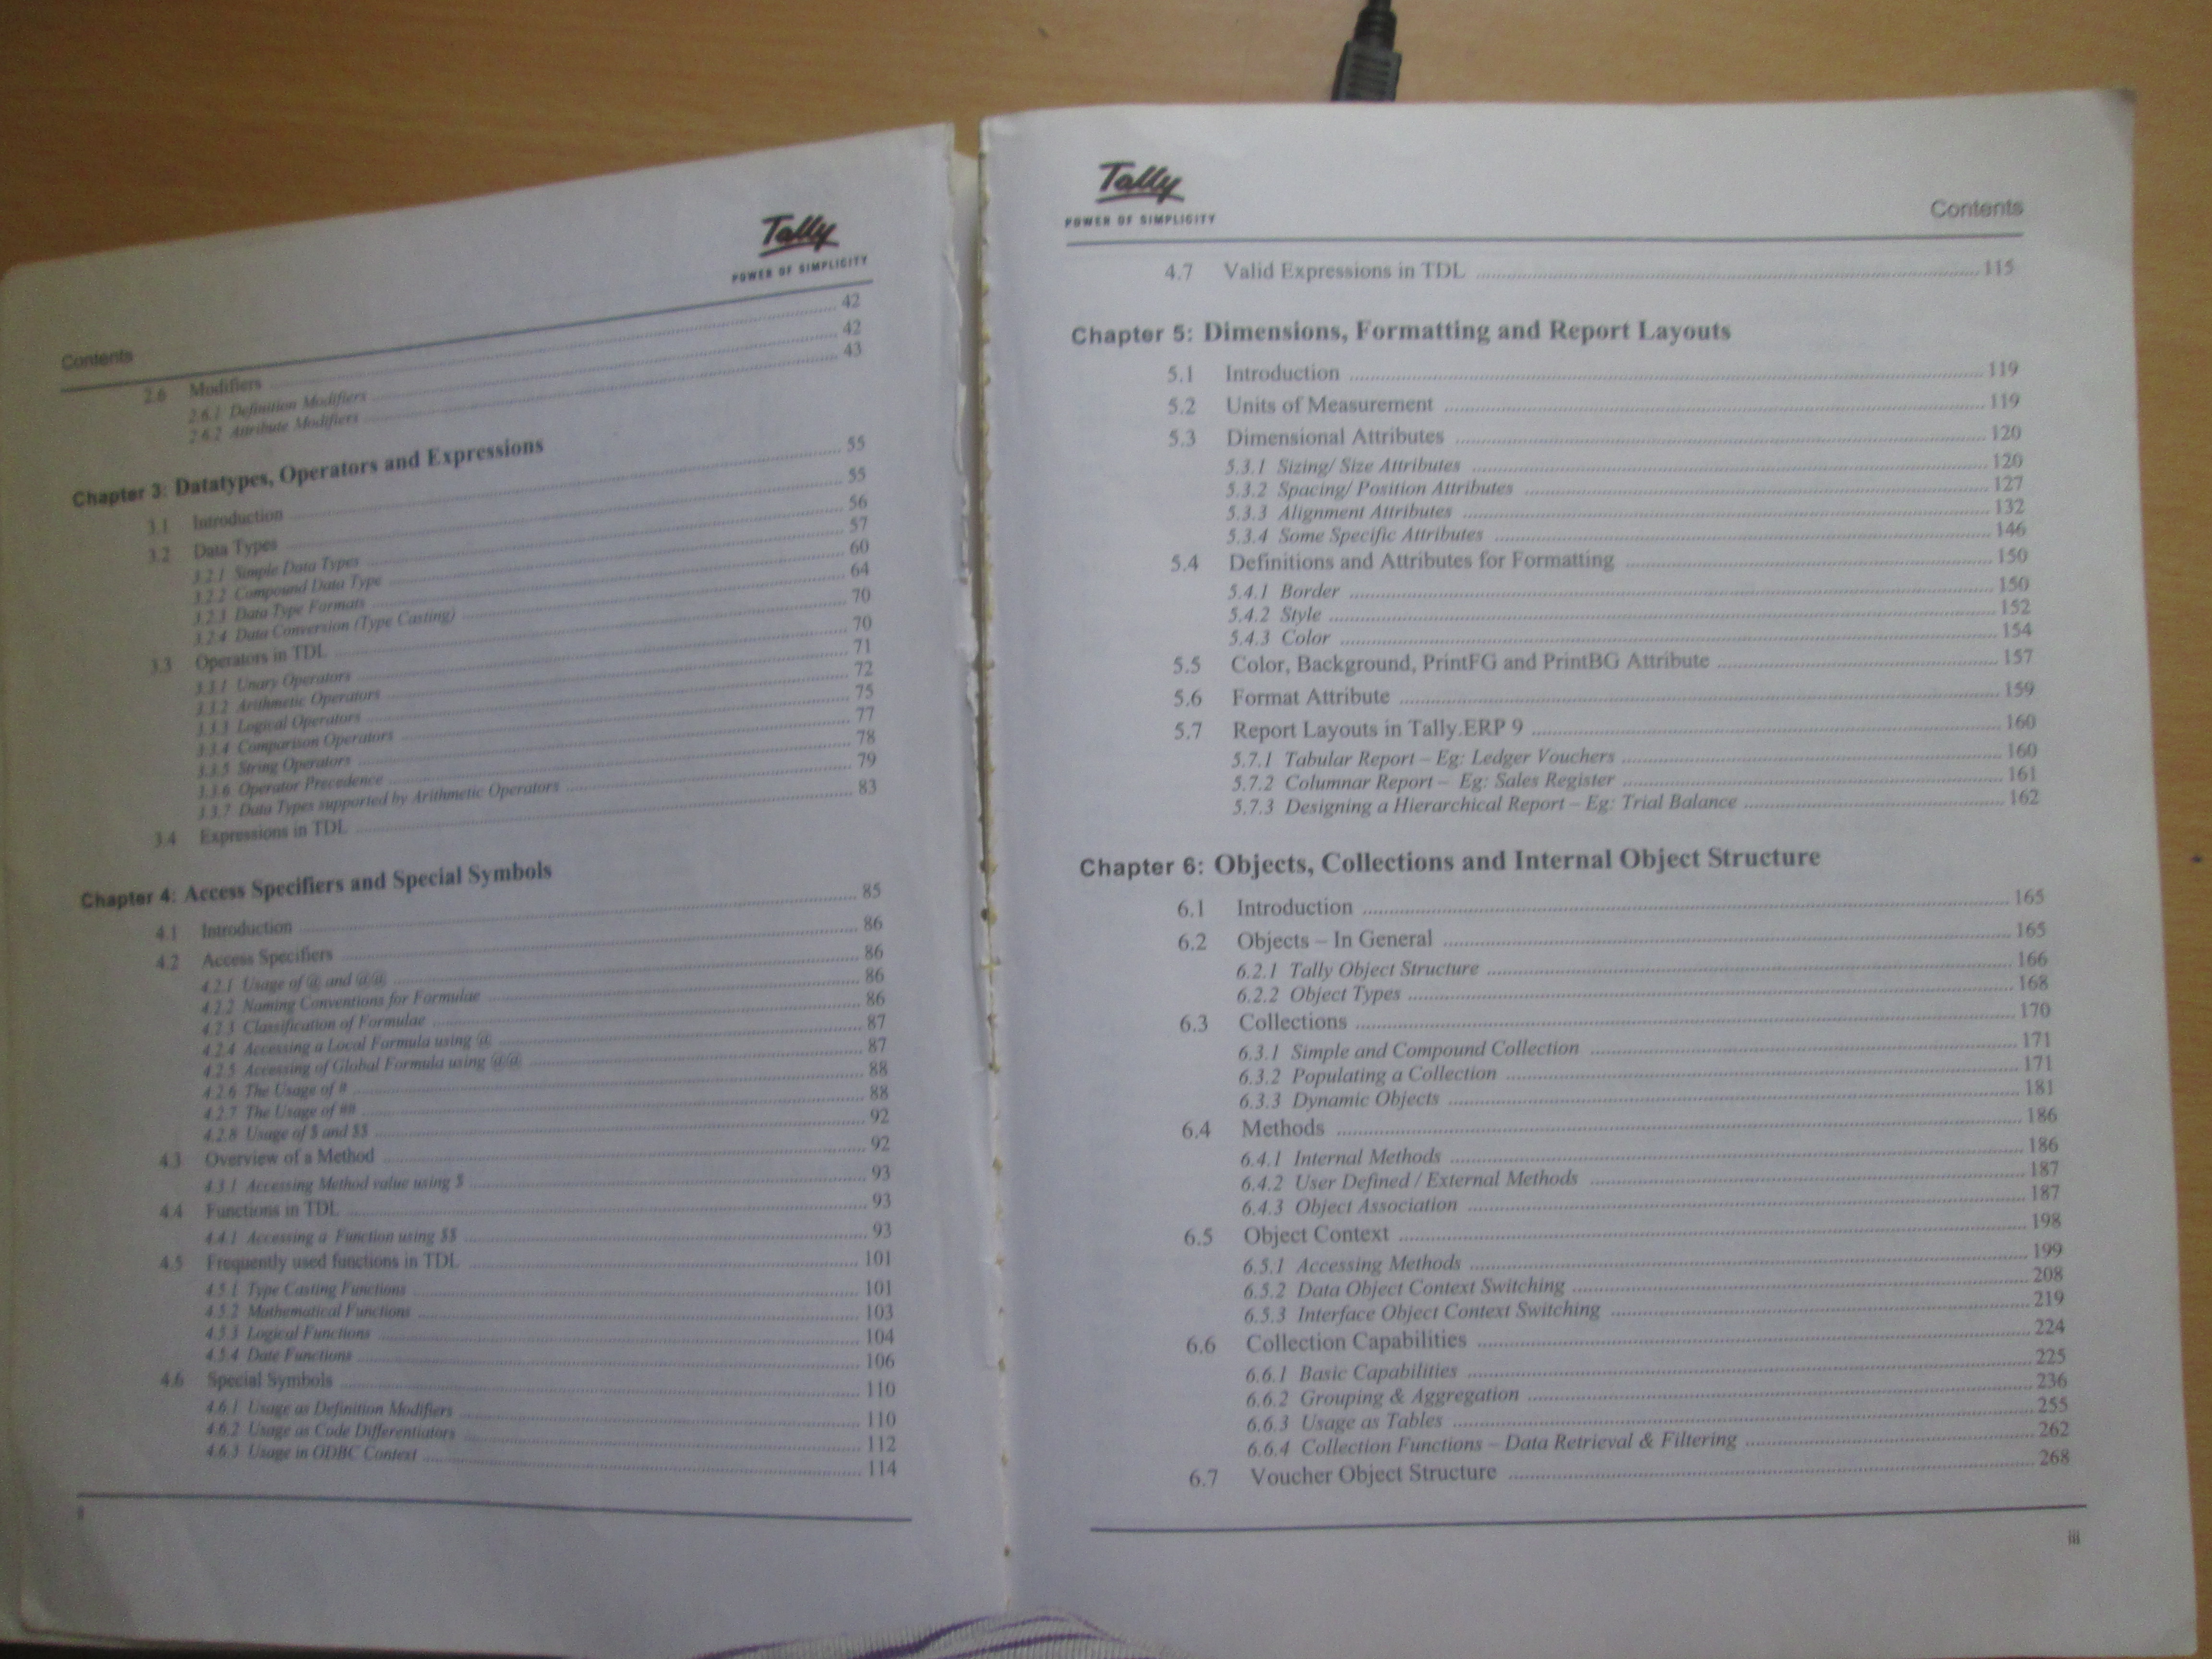 Tally
POWER OF SIMPLICITY
Contents
2.6 Modifiers 42
2.6.1 Definition Modifiers 42
2.6.2 Attribute Modifiers 43
Chapter 3: Datatypes, Operators and Expressions
3.1 Introduction 55
3.2 Data Types 55
3.2.1 Simple Data Types 56
3.2.2 Compound Data Type 57
3.2.3 Data Type Formats 60
3.2.4 Data Conversion (Type Casting) 64
3.3 Operators in TDL 70
3.3.1 Unary Operators 70
3.3.2 Arithmetic Operators 71
3.3.3 Logical Operators 72
3.3.4 Comparison Operators 75
3.3.5 String Operators 77
3.3.6 Operator Precedence 78
3.3.7 Data Types supported by Arithmetic Operators 79
3.4 Expressions in TDL 83
Chapter 4: Access Specifiers and Special Symbols
4.1 Introduction 85
4.2 Access Specifiers 86
4.2.1 Usage of @ and @@ 86
4.2.2 Naming Conventions for Formulae 86
4.2.3 Classification of Formulae 86
4.2.4 Accessing a Local Formula using @ 87
4.2.5 Accessing of Global Formula using @@ 87
4.2.6 The Usage of # 88
4.2.7 The Usage of ## 88
4.2.8 Usage of $ and $$ 92
4.3 Overview of a Method 92
4.3.1 Accessing Method value using $ 93
4.4 Functions in TDL 93
4.4.1 Accessing a Function using $$ 93
4.5 Frequently used functions in TDL 101
4.5.1 Type Casting Functions 101
4.5.2 Mathematical Functions 103
4.5.3 Logical Functions 104
4.5.4 Date Functions 106
4.6 Special Symbols 110
4.6.1 Usage as Definition Modifiers 110
4.6.2 Usage as Code Differentiators 112
4.6.3 Usage in ODBC Context 114
Tally
POWER OF SIMPLICITY
Contents
4.7 Valid Expressions in TDL 115
Chapter 5: Dimensions, Formatting and Report Layouts
5.1 Introduction 119
5.2 Units of Measurement 119
5.3 Dimensional Attributes 120
5.3.1 Sizing/ Size Attributes 120
5.3.2 Spacing/ Position Attributes 127
5.3.3 Alignment Attributes 132
5.3.4 Some Specific Attributes 146
5.4 Definitions and Attributes for Formatting 150
5.4.1 Border 150
5.4.2 Style 152
5.4.3 Color 154
5.5 Color, Background, PrintFG and PrintBG Attribute 157
5.6 Format Attribute 159
5.7 Report Layouts in Tally.ERP 9 160
5.7.1 Tabular Report – Eg: Ledger Vouchers 160
5.7.2 Columnar Report – Eg: Sales Register 161
5.7.3 Designing a Hierarchical Report – Eg: Trial Balance 162
Chapter 6: Objects, Collections and Internal Object Structure
6.1 Introduction 165
6.2 Objects – In General 165
6.2.1 Tally Object Structure 166
6.2.2 Object Types 168
6.3 Collections 170
6.3.1 Simple and Compound Collection 171
6.3.2 Populating a Collection 171
6.3.3 Dynamic Objects 181
6.4 Methods 186
6.4.1 Internal Methods 186
6.4.2 User Defined / External Methods 187
6.4.3 Object Association 187
6.5 Object Context 198
6.5.1 Accessing Methods 199
6.5.2 Data Object Context Switching 208
6.5.3 Interface Object Context Switching 219
6.6 Collection Capabilities 224
6.6.1 Basic Capabilities 225
6.6.2 Grouping & Aggregation 236
6.6.3 Usage as Tables 255
6.6.4 Collection Functions – Data Retrieval & Filtering 262
6.7 Voucher Object Structure 268
iii